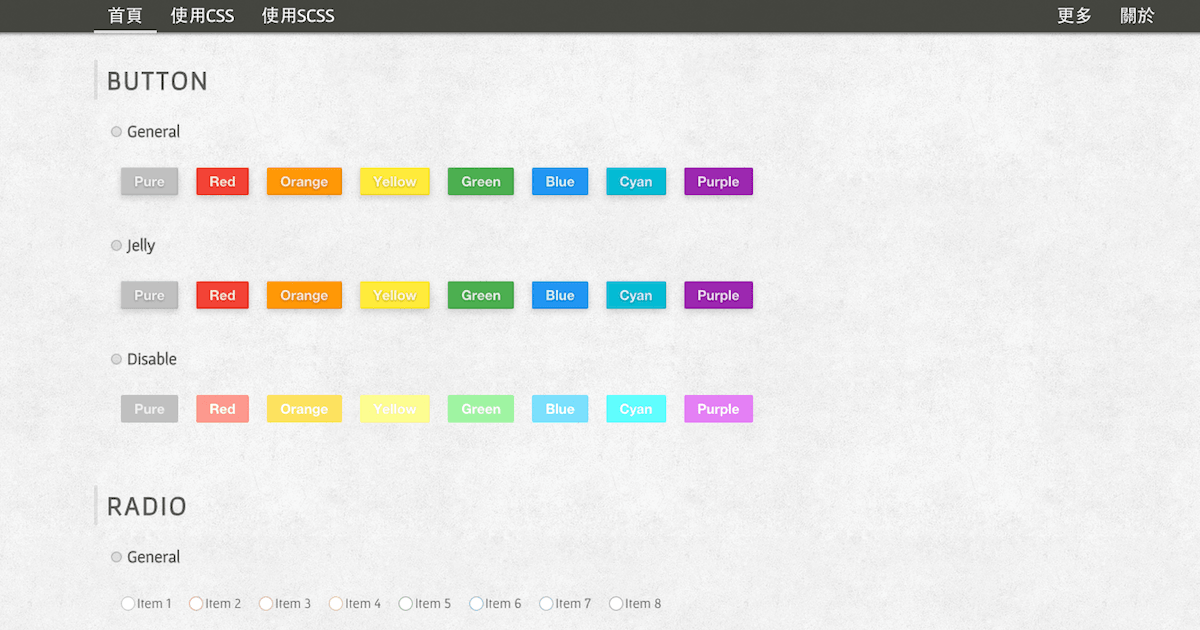 首頁 使用CSS 使用SCSS 更多 關於
BUTTON
General
Pure Red Orange Yellow Green Blue Cyan Purple
Jelly
Pure Red Orange Yellow Green Blue Cyan Purple
Disable
Pure Red Orange Yellow Green Blue Cyan Purple
RADIO
General
Item 1 Item 2 Item 3 Item 4 Item 5 Item 6 Item 7 Item 8